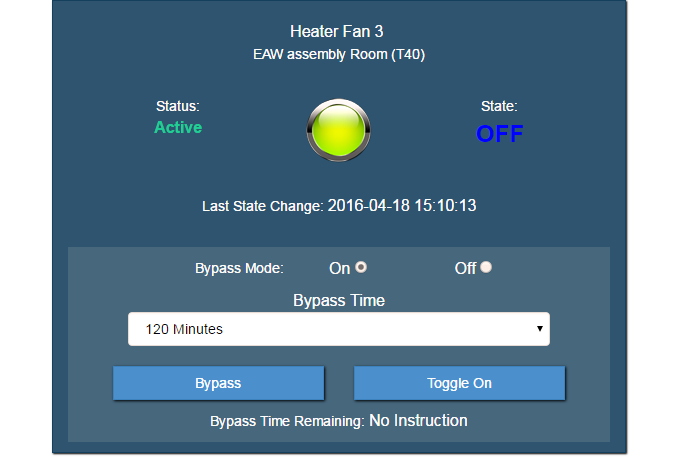 Heater Fan 3
EAW assembly Room (T40)
Status: State:
Active OFF
Last State Change: 2016-04-18 15:10:13
Bypass Mode: On Off
Bypass Time
120 Minutes
Bypass Toggle On
Bypass Time Remaining: No Instruction